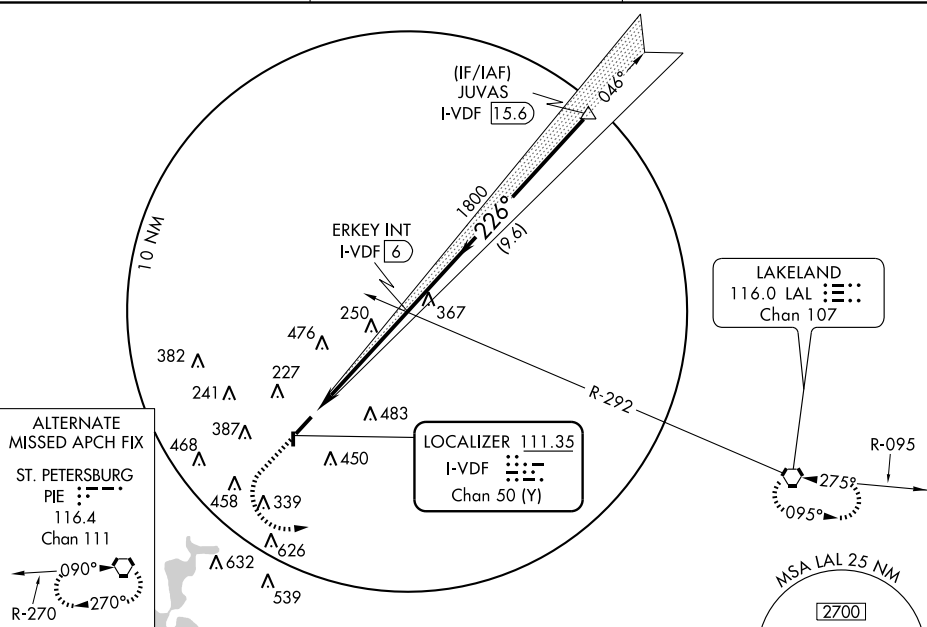 (IF/IAF)
JUVAS
I-VDF 15.6
046°
1800
226°
(9.6)
10 NM
ERKEY INT
I-VDF 6
367
250
476
382
227
241
387
468
483
450
458
339
626
632
539
R-292
LAKELAND
116.0 LAL
Chan 107
LOCALIZER 111.35
I-VDF
Chan 50 (Y)
R-095
275°
095°
ALTERNATE
MISSED APCH FIX
ST. PETERSBURG
PIE
116.4
Chan 111
090°
270°
R-270
MSA LAL 25 NM
2700